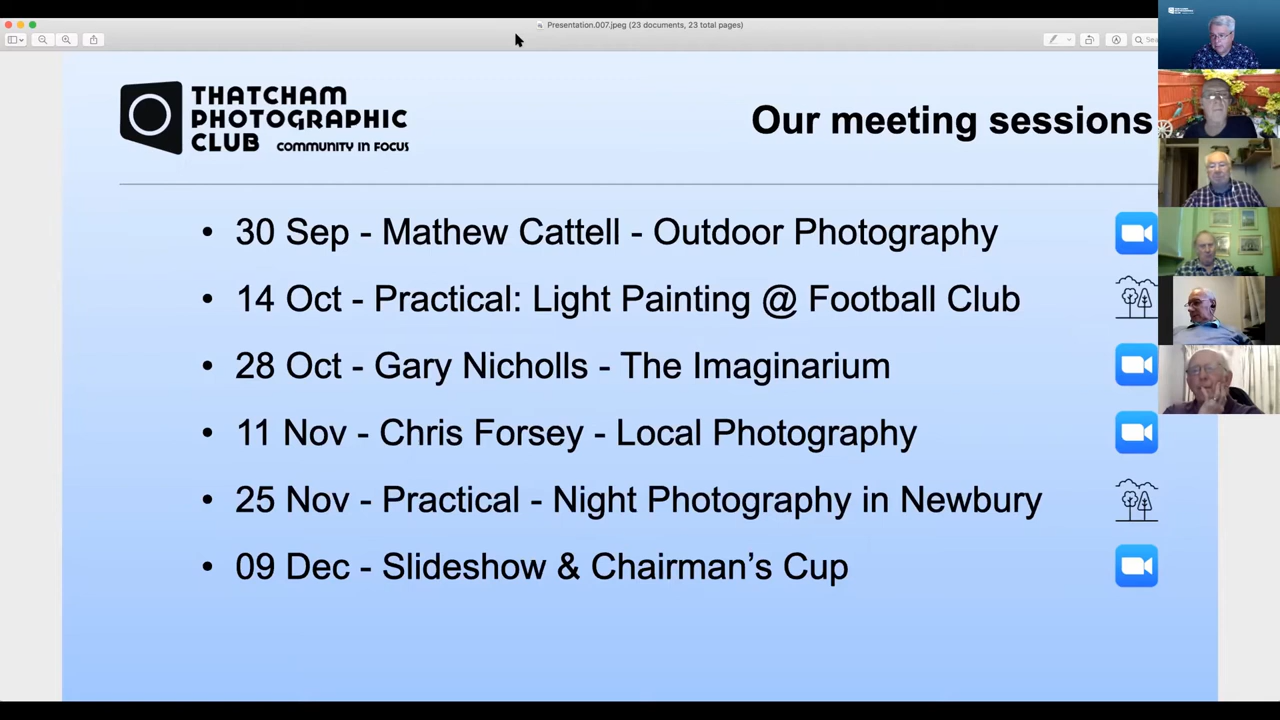 Presentation.007.jpeg (23 documents, 23 total pages)
THATCHAM
PHOTOGRAPHIC
CLUB COMMUNITY IN FOCUS
Our meeting sessions
• 30 Sep - Mathew Cattell - Outdoor Photography
• 14 Oct - Practical: Light Painting @ Football Club
• 28 Oct - Gary Nicholls - The Imaginarium
• 11 Nov - Chris Forsey - Local Photography
• 25 Nov - Practical - Night Photography in Newbury
• 09 Dec - Slideshow & Chairman’s Cup